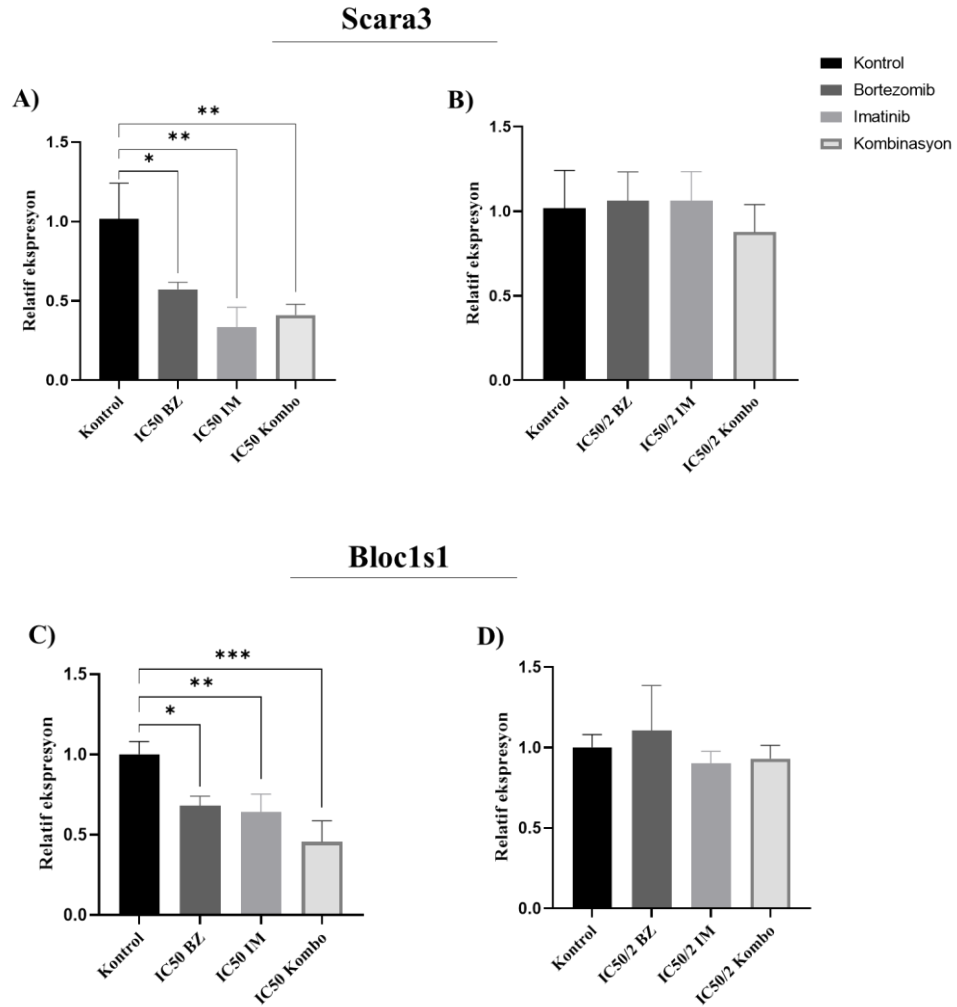 Scara3
Kontrol
Bortezomib
Imatinib
Kombinasyon
A)
**
**
*
Relatif ekspresyon
1.5
1.0
0.5
0.0
Kontrol
IC50 BZ
IC50 IM
IC50 Kombo
B)
Relatif ekspresyon
1.5
1.0
0.5
0.0
Kontrol
IC50/2 BZ
IC50/2 IM
IC50/2 Kombo
Bloc1s1
C)
***
**
*
Relatif ekspresyon
1.5
1.0
0.5
0.0
Kontrol
IC50 BZ
IC50 IM
IC50 Kombo
D)
Relatif ekspresyon
1.5
1.0
0.5
0.0
Kontrol
IC50/2 BZ
IC50/2 IM
IC50/2 Kombo